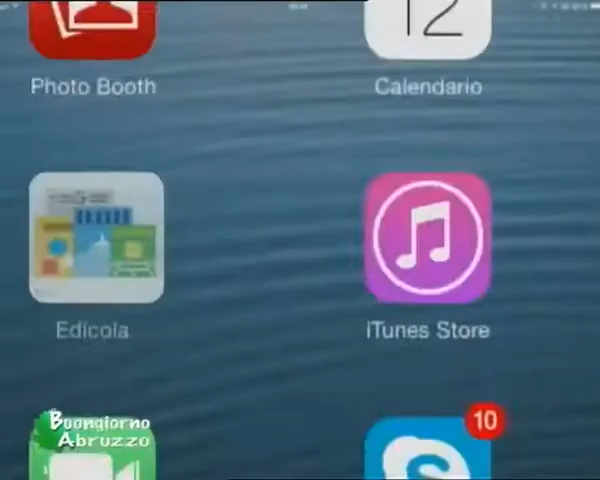 12
Photo Booth
Calendario
Edicola
iTunes Store
10
Buongiorno
Abruzzo